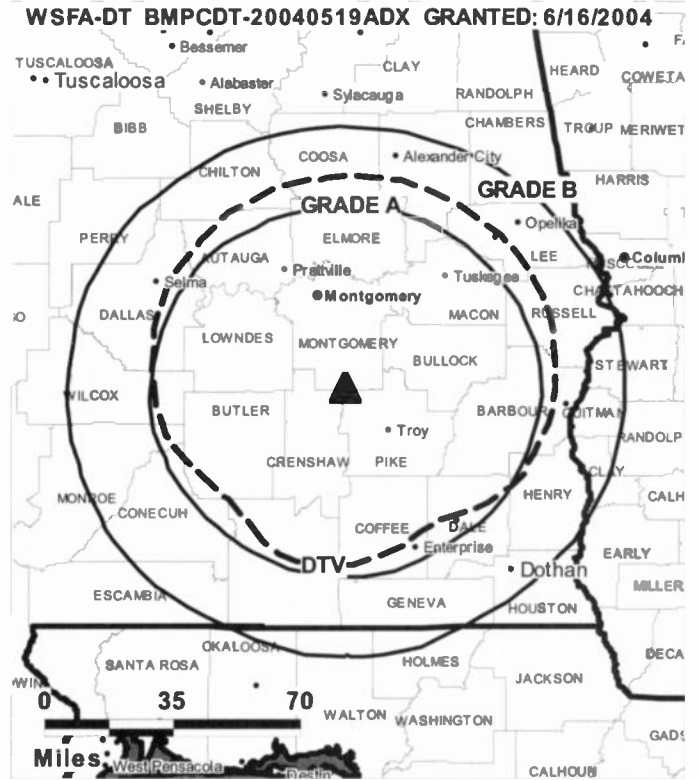 WSFA-DT BMPCDT-20040519ADX GRANTED: 6/16/2004
Bessemer
TUSCALOOSA
Tuscaloosa
CLAY
HEARD
COWETA
Alabaster
Sylacauga
RANDOLPH
SHELBY
BIBB
CHAMBERS
TROUP MERIWET
COOSA
Alexander City
CHILTON
HARRIS
GRADE B
ALE
GRADE A
Opelika
PERRY
ELMORE
AUTAUGA
LEE
Columl
Prattville
Tuskegee
Selma
Montgomery
CHATTAHOOCH
DALLAS
MACON
RUSSELL
LOWNDES
MONTGOMERY
BULLOCK
STEWART
WILCOX
BUTLER
BARBOUR
QUITMAN
Troy
RANDOLP
CRENSHAW
PIKE
CLAY
MONROE
HENRY
CALH
CONECUH
COFFEE
DALE
Enterprise
EARLY
DTV
Dothan
MILLER
ESCAMBIA
GENEVA
HOUSTON
OKALOOSA
SANTA ROSA
HOLMES
DECA
JACKSON
0 35 70
WALTON
WASHINGTON
GADS
Miles
West Pensacola
Destin
CALHOUN